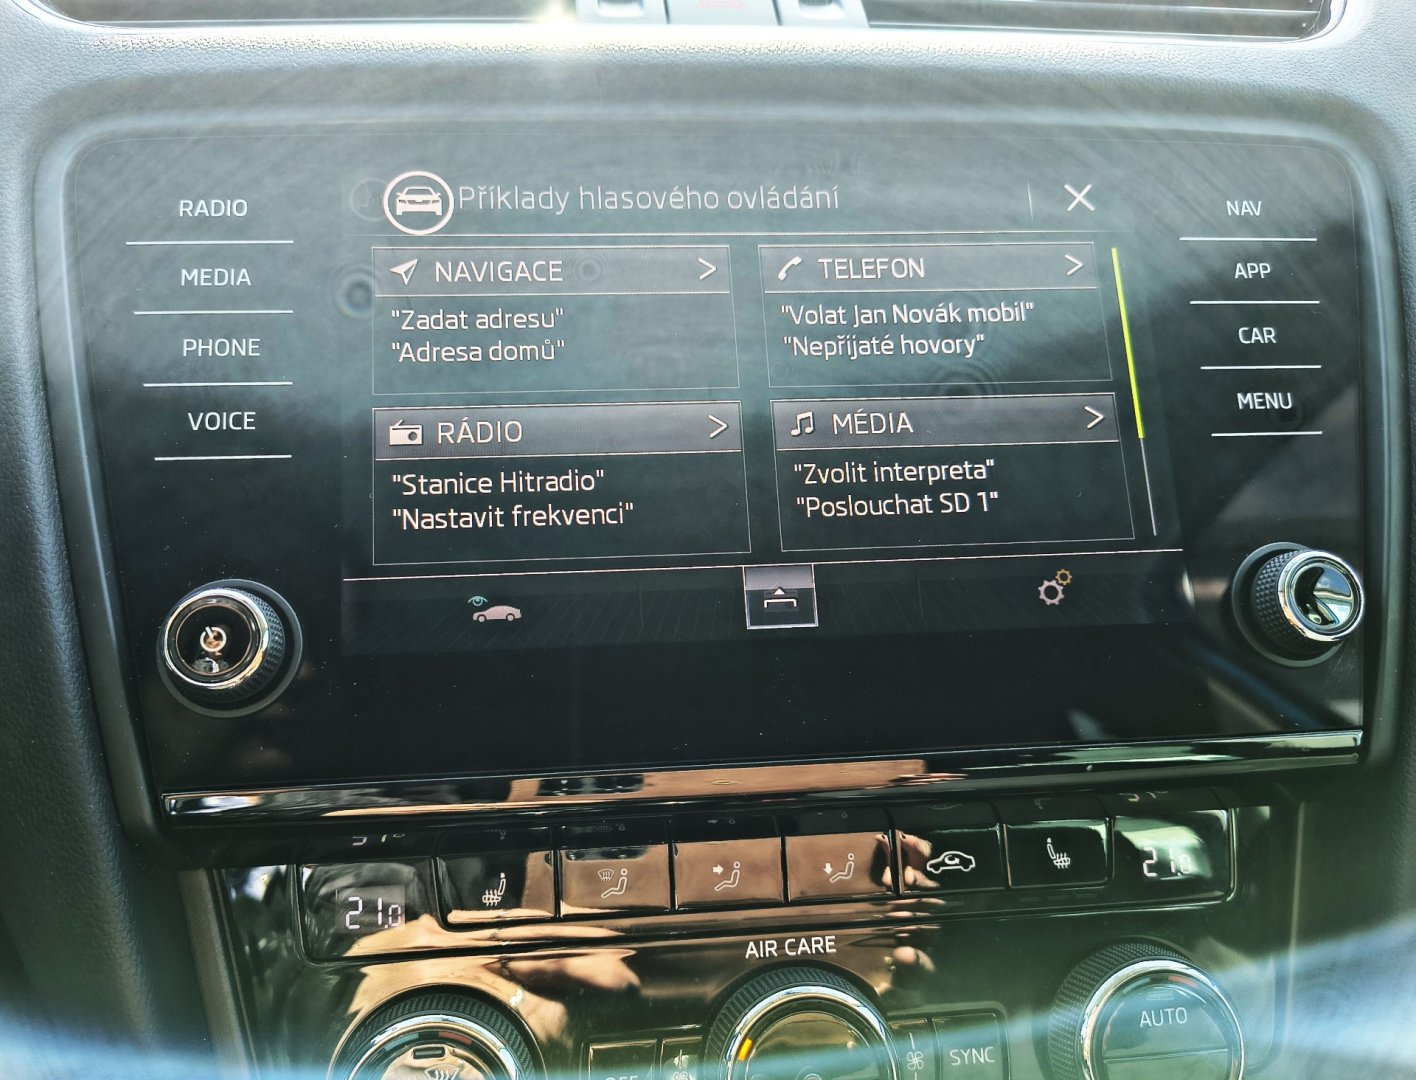 Příklady hlasového ovládání
RADIO
MEDIA
PHONE
VOICE
NAVIGACE
"Zadat adresu"
"Adresa domů"
TELEFON
"Volat Jan Novák mobil"
"Nepřijaté hovory"
RÁDIO
"Stanice Hitradio"
"Nastavit frekvenci"
MÉDIA
"Zvolit interpreta"
"Poslouchat SD 1"
NAV
APP
CAR
MENU
21.0
21.0
AIR CARE
AUTO
OFF
SYNC